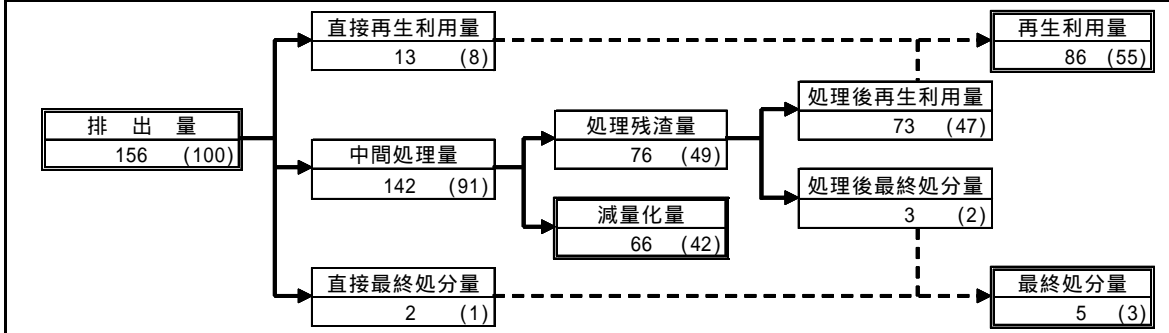 直接再生利用量
13 (8)
再生利用量
86 (55)
処理後再生利用量
73 (47)
排 出 量
156 (100)
処理残渣量
76 (49)
中間処理量
142 (91)
処理後最終処分量
3 (2)
減量化量
66 (42)
直接最終処分量
2 (1)
最終処分量
5 (3)